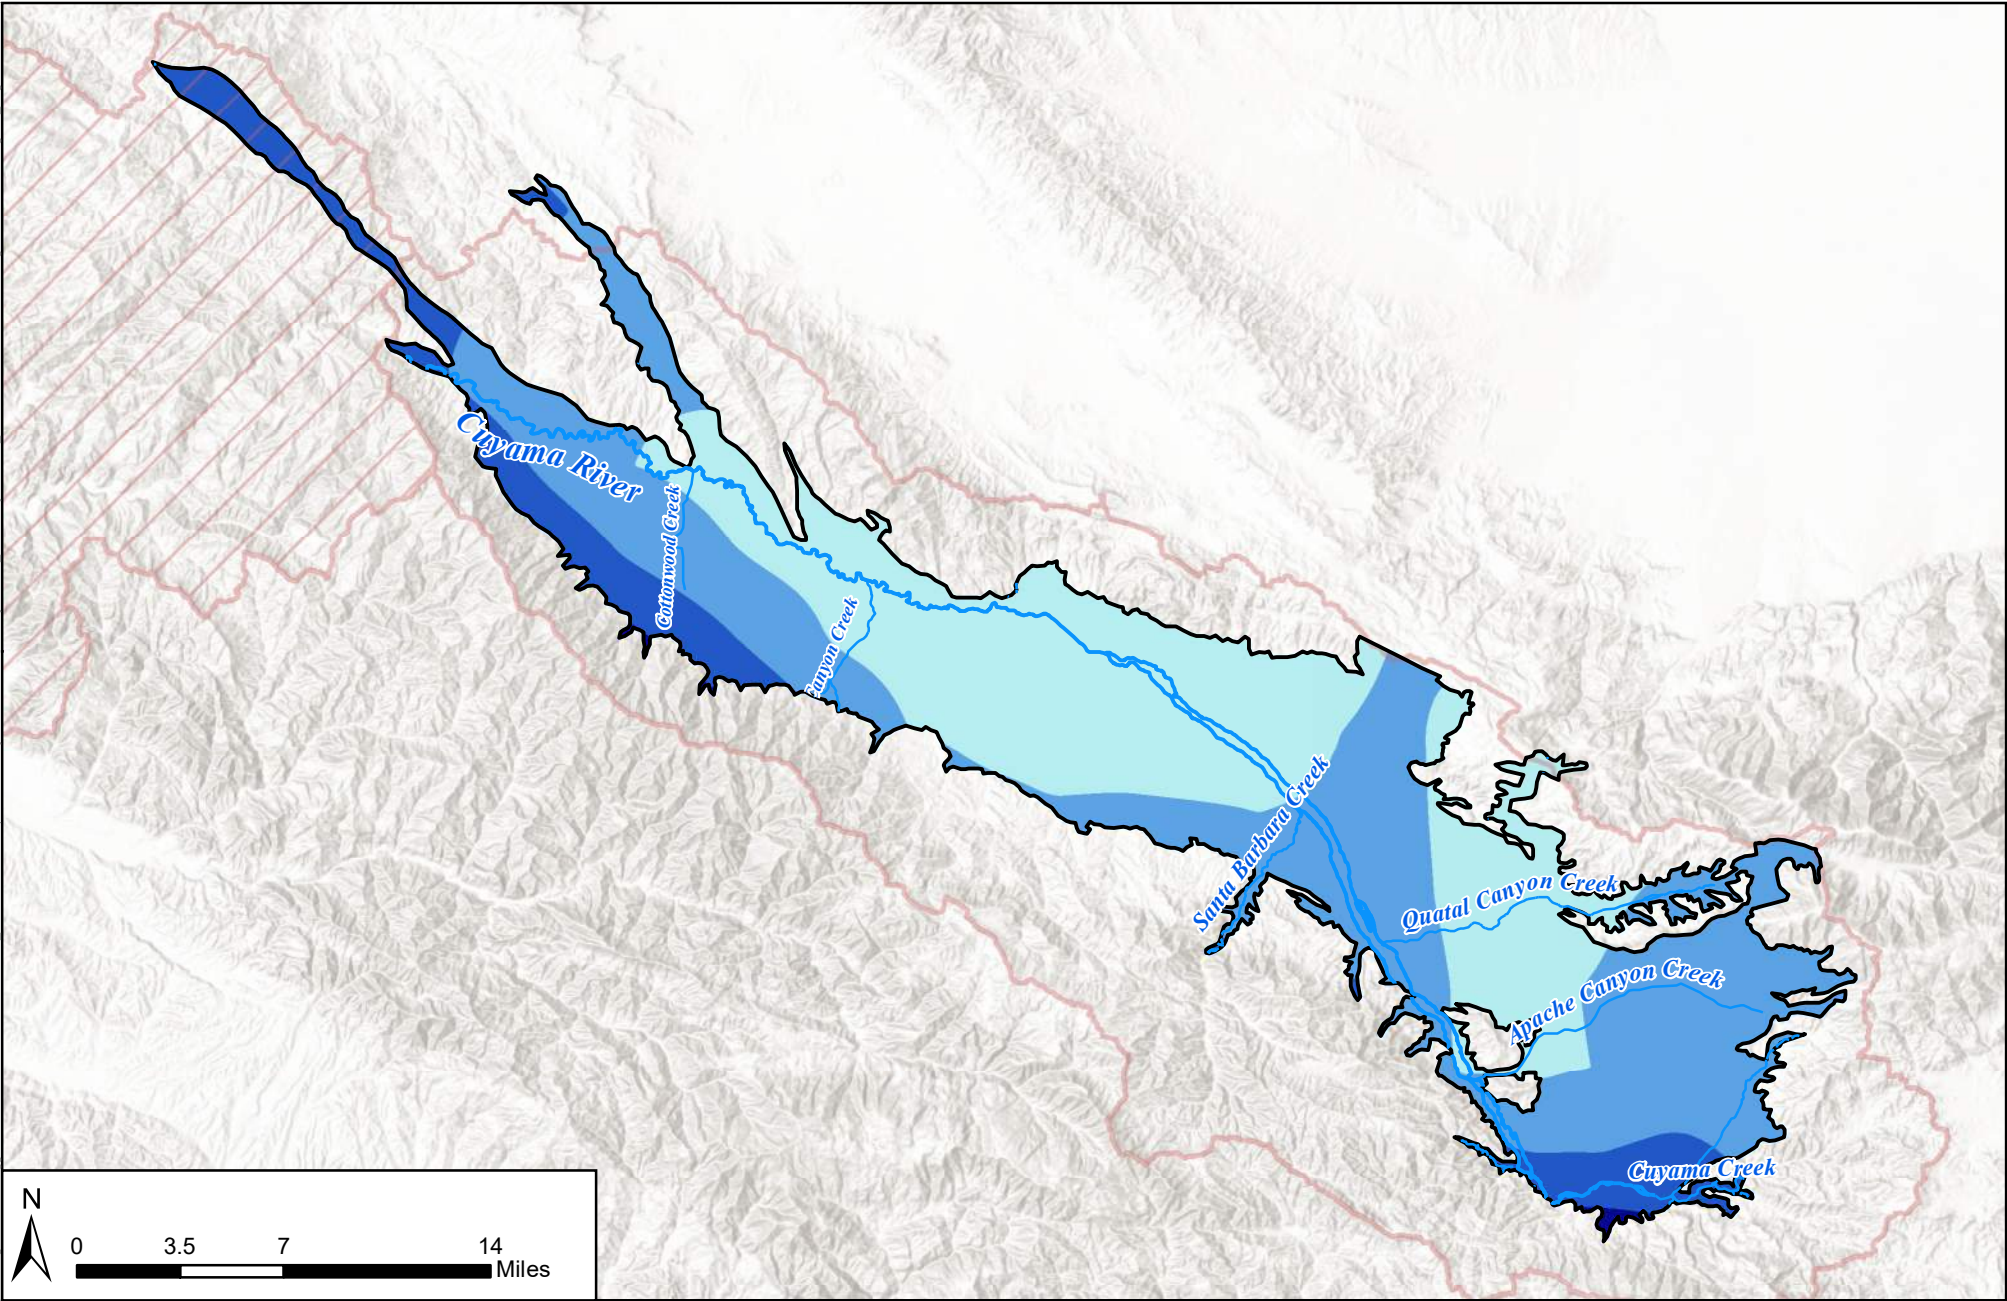 Cuyama River
Cottonwood Creek
Canyon Creek
Santa Barbara Creek
Quatal Canyon Creek
Apache Canyon Creek
Cuyama Creek
N
0 3.5 7 14
Miles